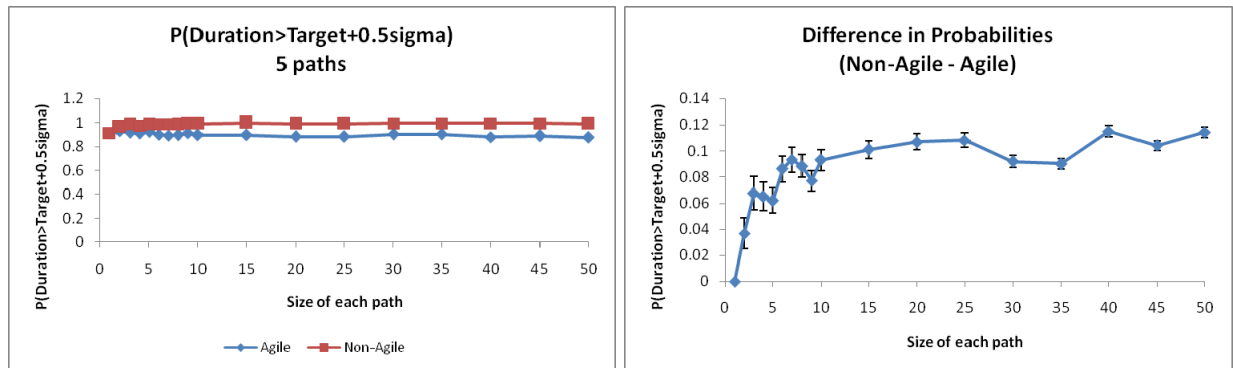 P(Duration>Target+0.5sigma)
5 paths
P(Duration>Target+0.5sigma)
1.2
1
0.8
0.6
0.4
0.2
0
0 5 10 15 20 25 30 35 40 45 50
Size of each path
Agile Non-Agile
Difference in Probabilities
(Non-Agile - Agile)
P(Duration>Target+0.5sigma)
0.14
0.12
0.1
0.08
0.06
0.04
0.02
0
0 5 10 15 20 25 30 35 40 45 50
Size of each path